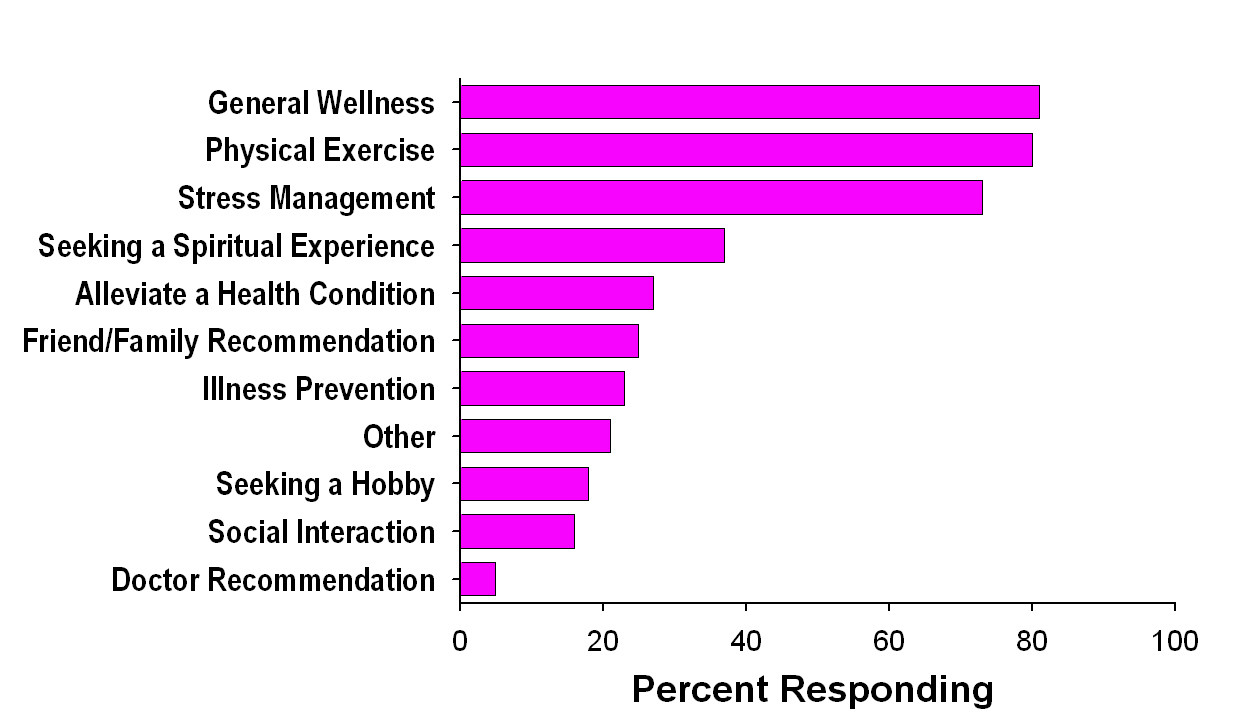 General Wellness
Physical Exercise
Stress Management
Seeking a Spiritual Experience
Alleviate a Health Condition
Friend/Family Recommendation
Illness Prevention
Other
Seeking a Hobby
Social Interaction
Doctor Recommendation
0 20 40 60 80 100
Percent Responding